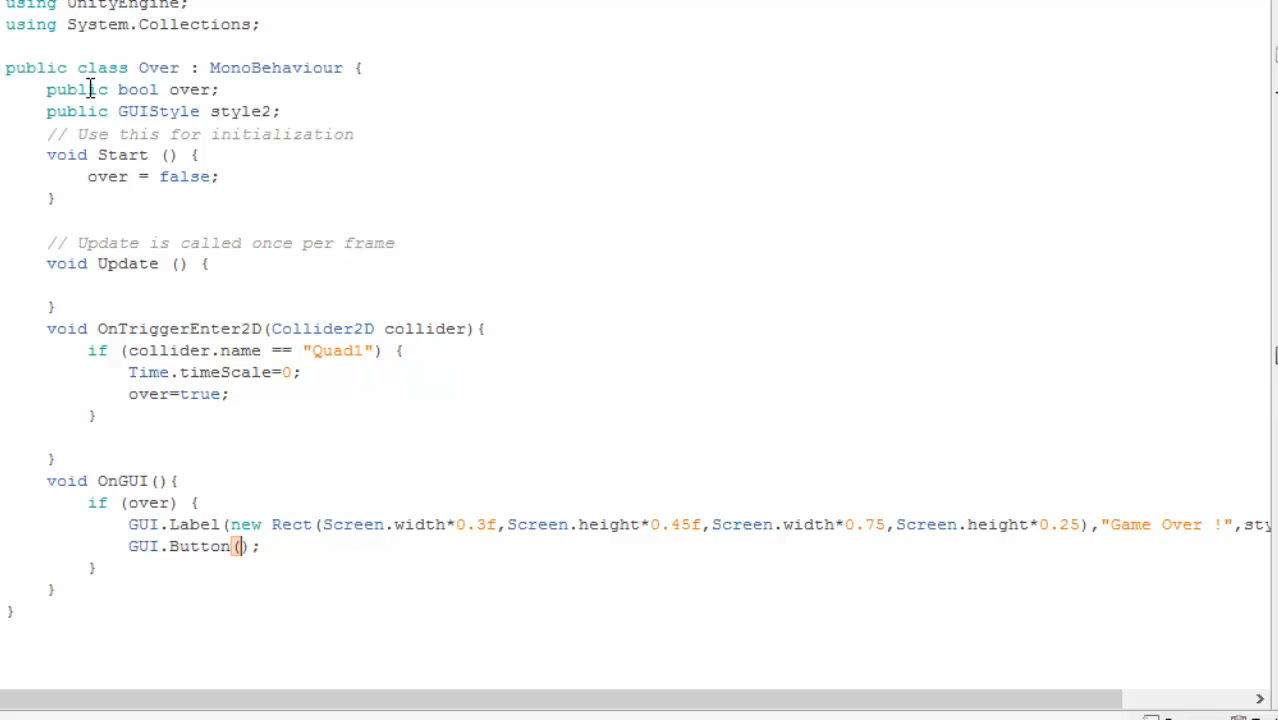 using UnityEngine;
using System.Collections;
public class Over : MonoBehaviour {
public bool over;
public GUIStyle style2;
// Use this for initialization
void Start () {
over = false;
}
// Update is called once per frame
void Update () {
}
void OnTriggerEnter2D(Collider2D collider){
if (collider.name == "Quad1") {
Time.timeScale=0;
over=true;
}
}
void OnGUI(){
if (over) {
GUI.Label(new Rect(Screen.width*0.3f,Screen.height*0.45f,Screen.width*0.75,Screen.height*0.25),"Game Over !",sty
GUI.Button();
}
}
}